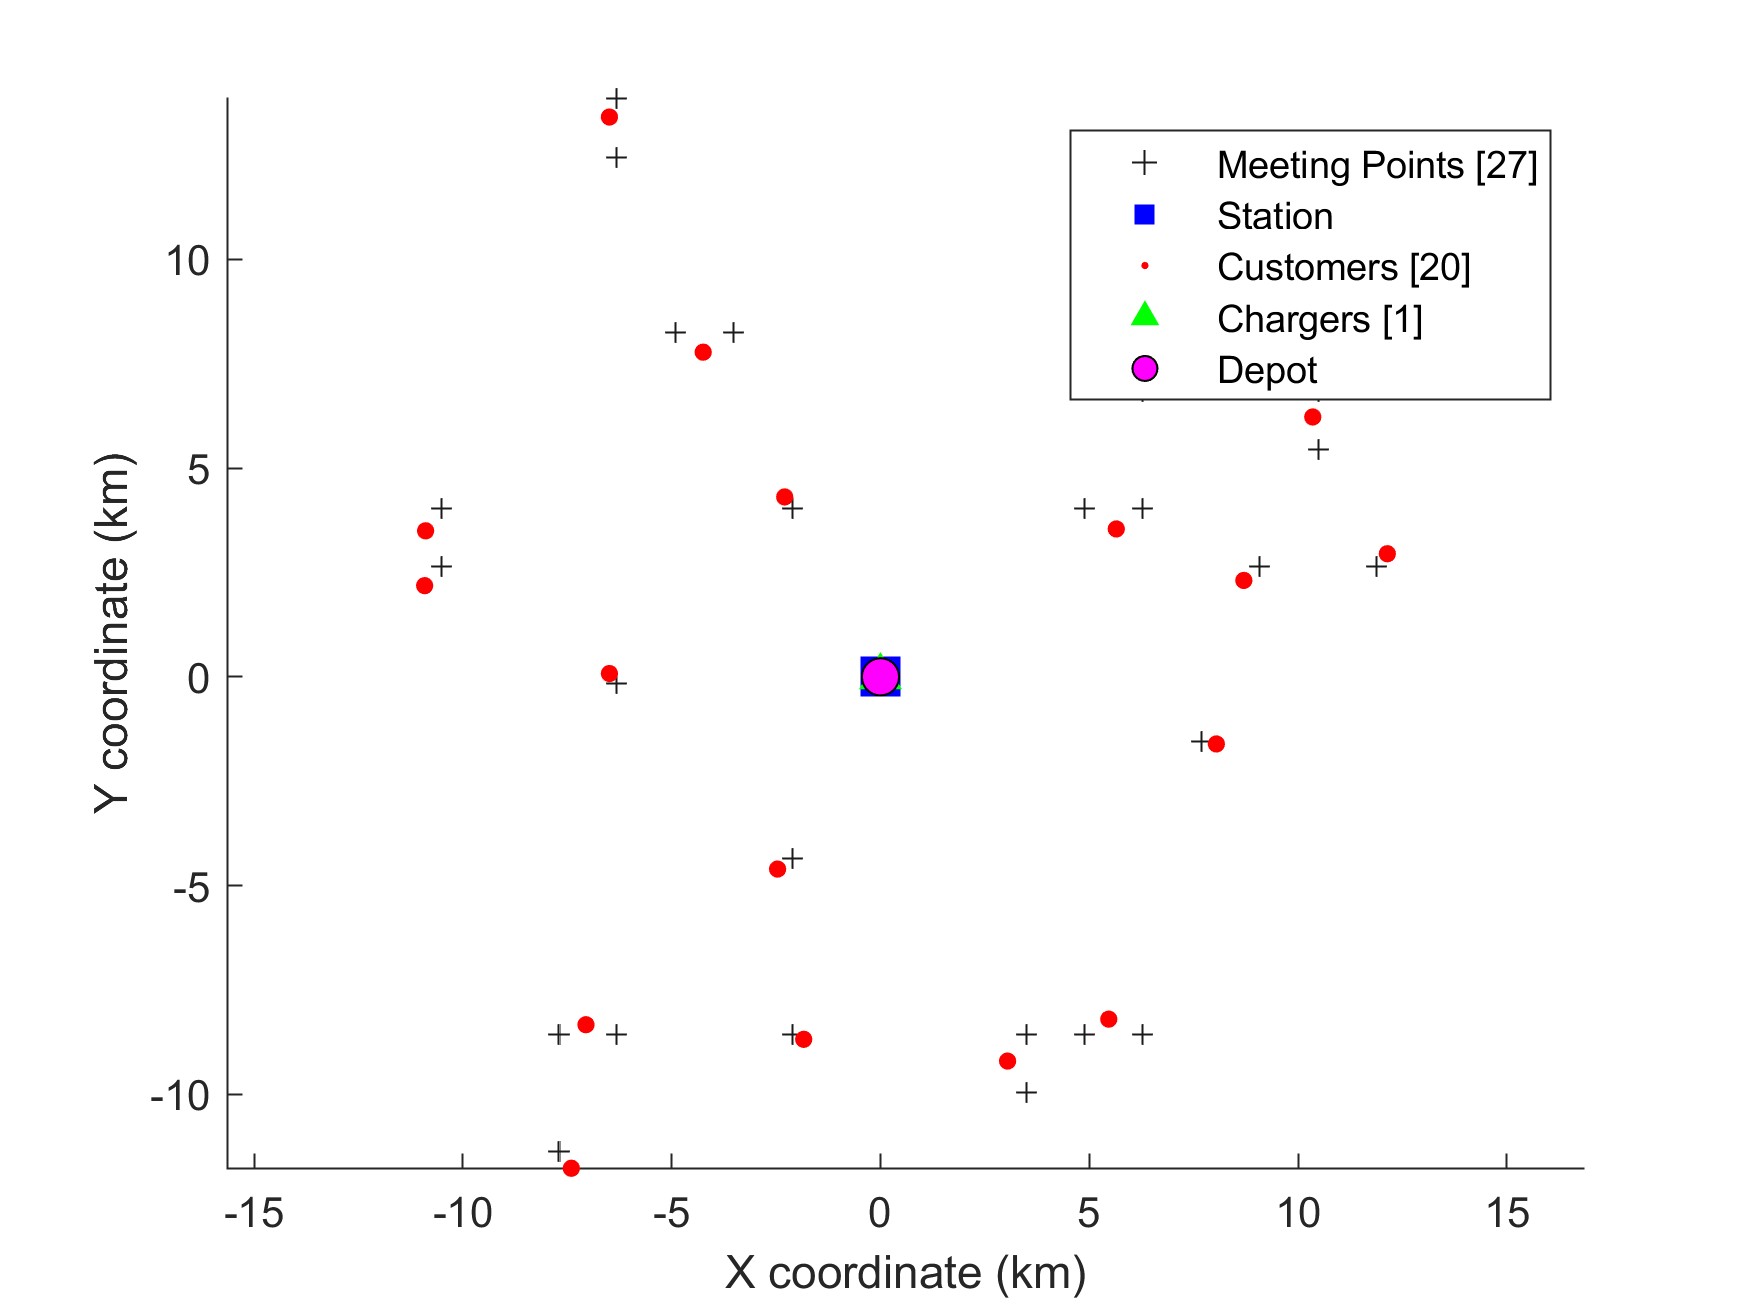 Meeting Points [27]
Station
Customers [20]
Chargers [1]
Depot
10
5
0
-5
-10
Y coordinate (km)
-15 -10 -5 0 5 10 15
X coordinate (km)